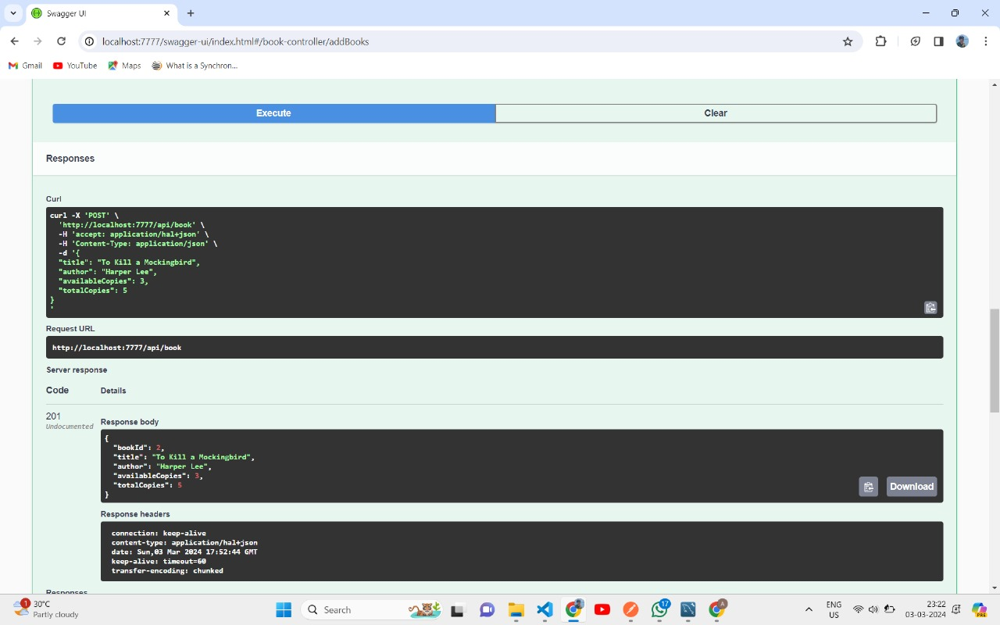 Swagger UI
localhost:7777/swagger-ui/index.html#/book-controller/addBooks
Gmail YouTube Maps What is a Synchron...
Execute Clear
Responses
Curl
curl -X 'POST' \
'http://localhost:7777/api/book' \
-H 'accept: application/hal+json' \
-H 'Content-Type: application/json' \
-d '{
"title": "To Kill a Mockingbird",
"author": "Harper Lee",
"availableCopies": 3,
"totalCopies": 5
}
'
Request URL
http://localhost:7777/api/book
Server response
Code Details
201
Undocumented
Response body
{
"bookId": 2,
"title": "To Kill a Mockingbird",
"author": "Harper Lee",
"availableCopies": 3,
"totalCopies": 5
}
Download
Response headers
connection: keep-alive
content-type: application/hal+json
date: Sun,03 Mar 2024 17:52:44 GMT
keep-alive: timeout=60
transfer-encoding: chunked
Responses
1
30°C
Partly cloudy
Search
17
A
ENG
US
23:22
03-03-2024
PRE